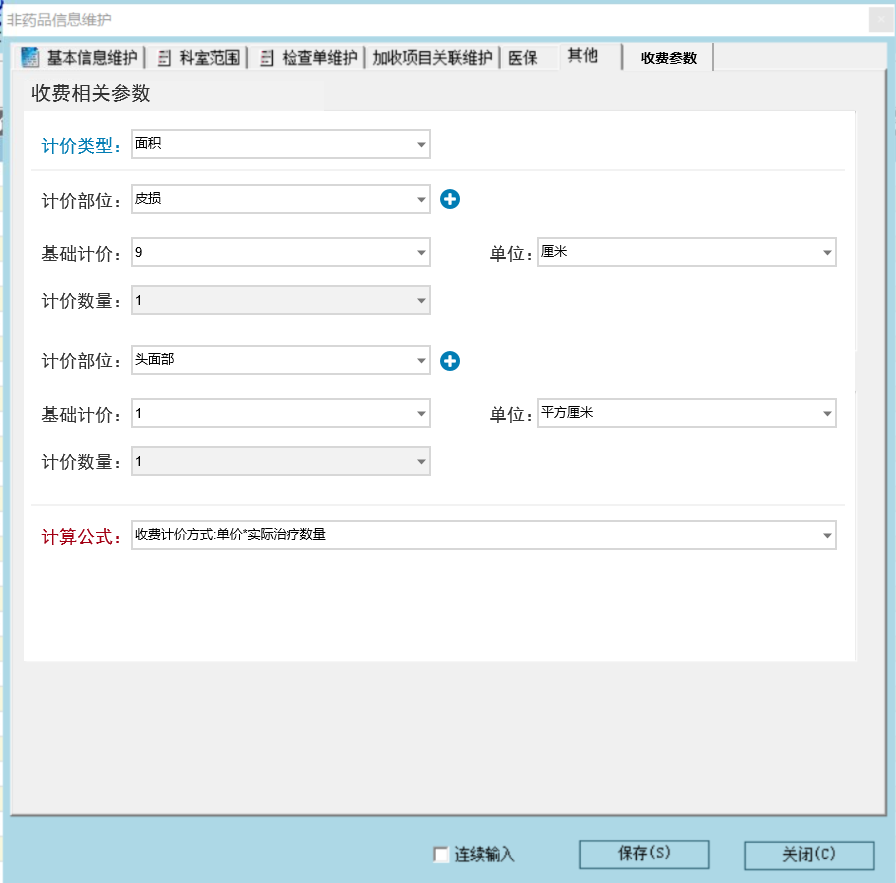 非药品信息维护
基本信息维护 科室范围 检查单维护 加收项目关联维护 医保 其他 收费参数
收费相关参数
计价类型： 面积
计价部位： 皮损
基础计价： 9 单位： 厘米
计价数量： 1
计价部位： 头面部
基础计价： 1 单位： 平方厘米
计价数量： 1
计算公式： 收费计价方式:单价*实际治疗数量
连续输入 保存(S) 关闭(C)